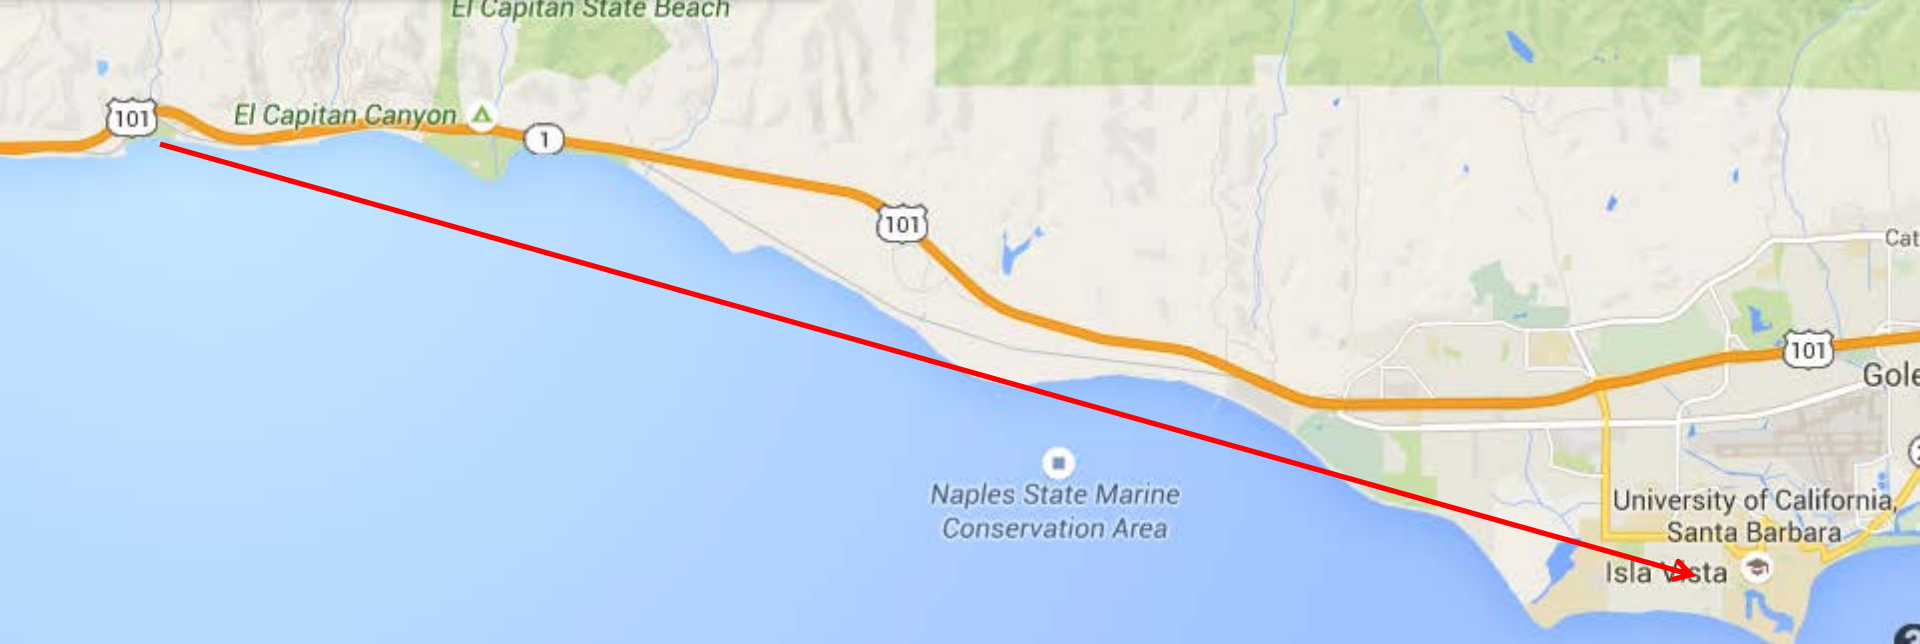 El Capitan State Beach
101
El Capitan Canyon
1
101
Cat
101
Gole
Naples State Marine
Conservation Area
University of California,
Santa Barbara
Isla Vista